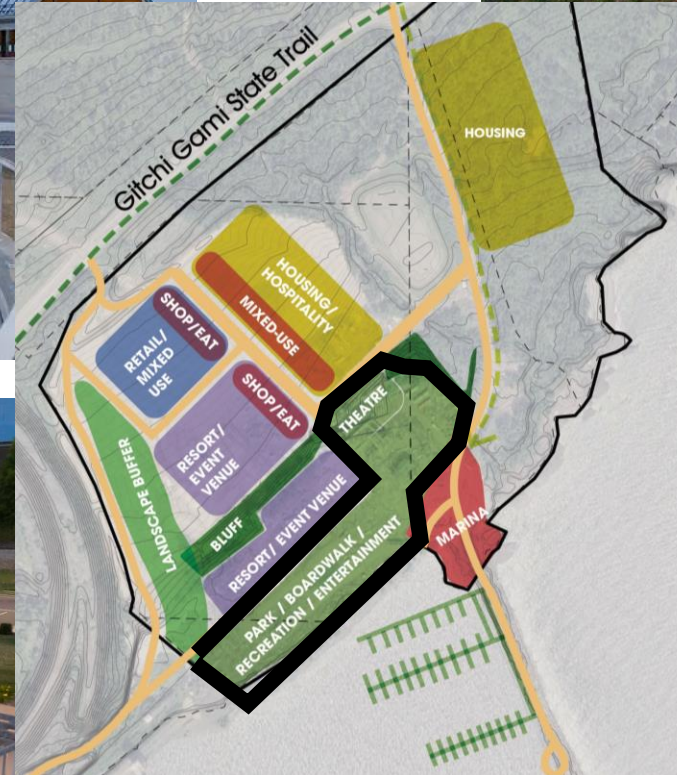 Gitchi Gami State Trail
HOUSING
HOUSING/
HOSPITALITY
MIXED-USE
SHOP/EAT
RETAIL/
MIXED
USE
SHOP/EAT
THEATRE
RESORT/
EVENT
VENUE
LANDSCAPE BUFFER
BLUFF
RESORT/ EVENT VENUE
MARINA
PARK / BOARDWALK /
RECREATION / ENTERTAINMENT